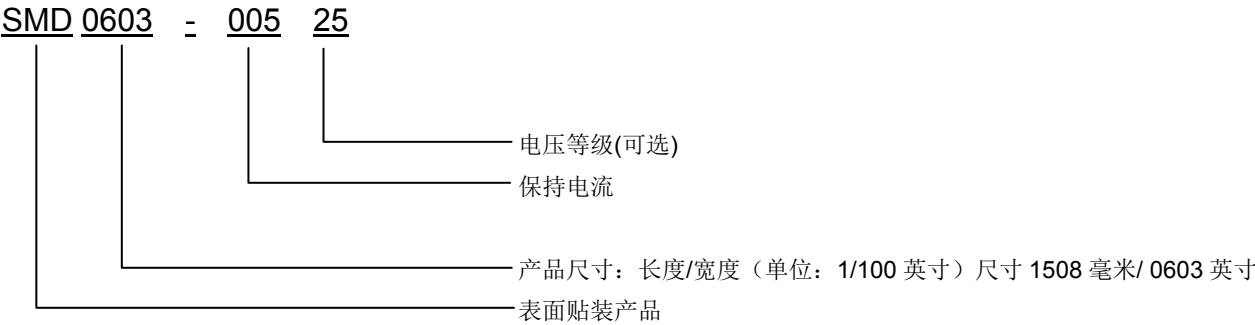 SMD 0603 - 005 25
电压等级(可选)
保持电流
产品尺寸：长度/宽度（单位：1/100 英寸）尺寸 1508 毫米/ 0603 英寸
表面贴装产品